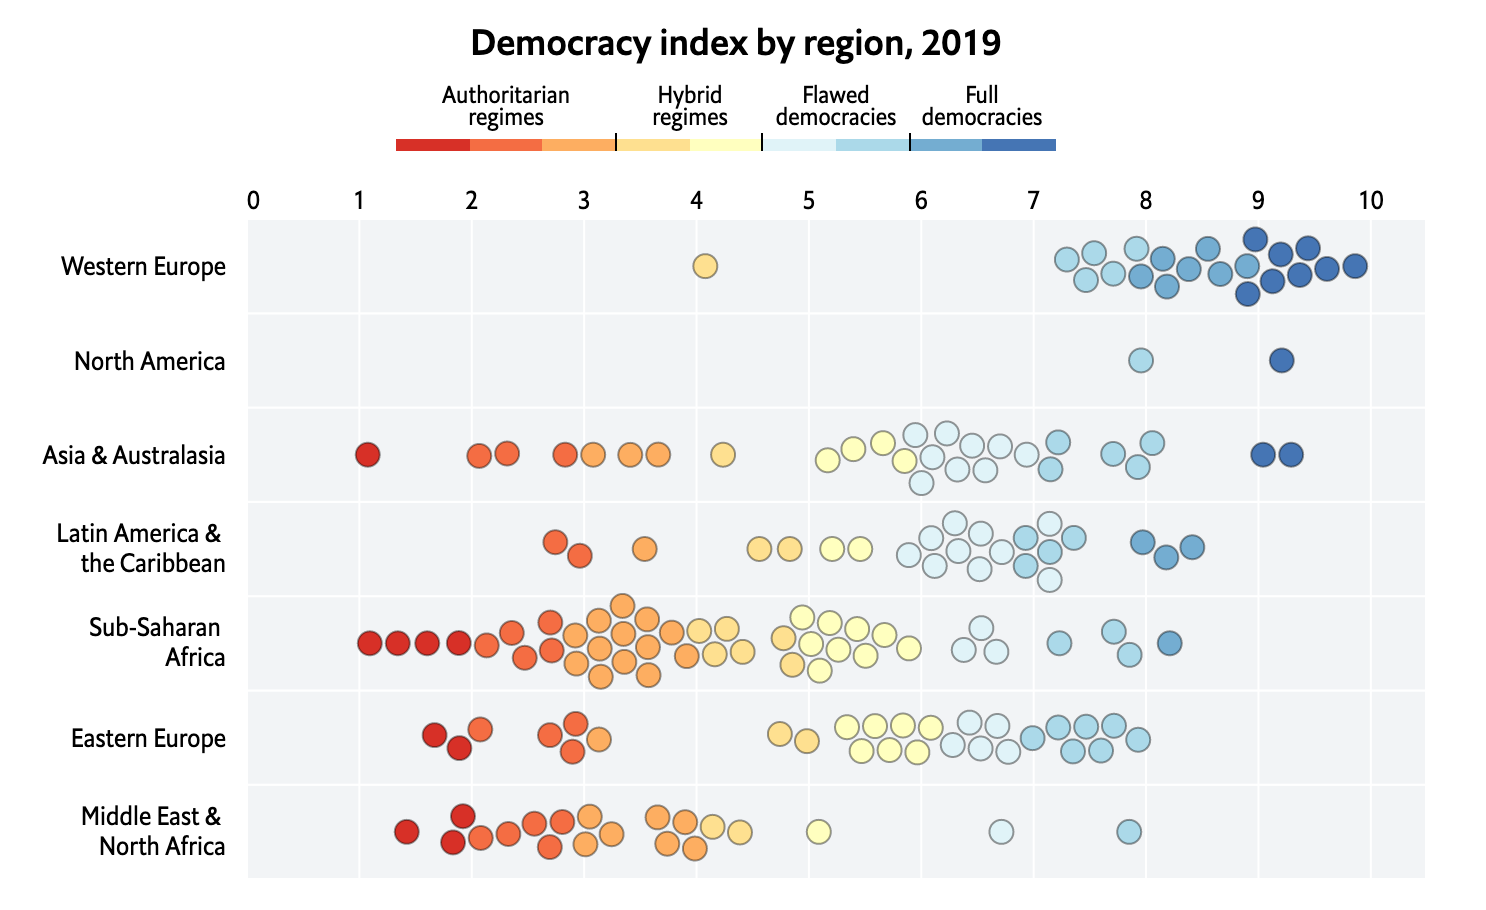 Democracy index by region, 2019
Authoritarian
regimes
Hybrid
regimes
Flawed
democracies
Full
democracies
0 1 2 3 4 5 6 7 8 9 10
Western Europe
North America
Asia & Australasia
Latin America &
the Caribbean
Sub-Saharan
Africa
Eastern Europe
Middle East &
North Africa